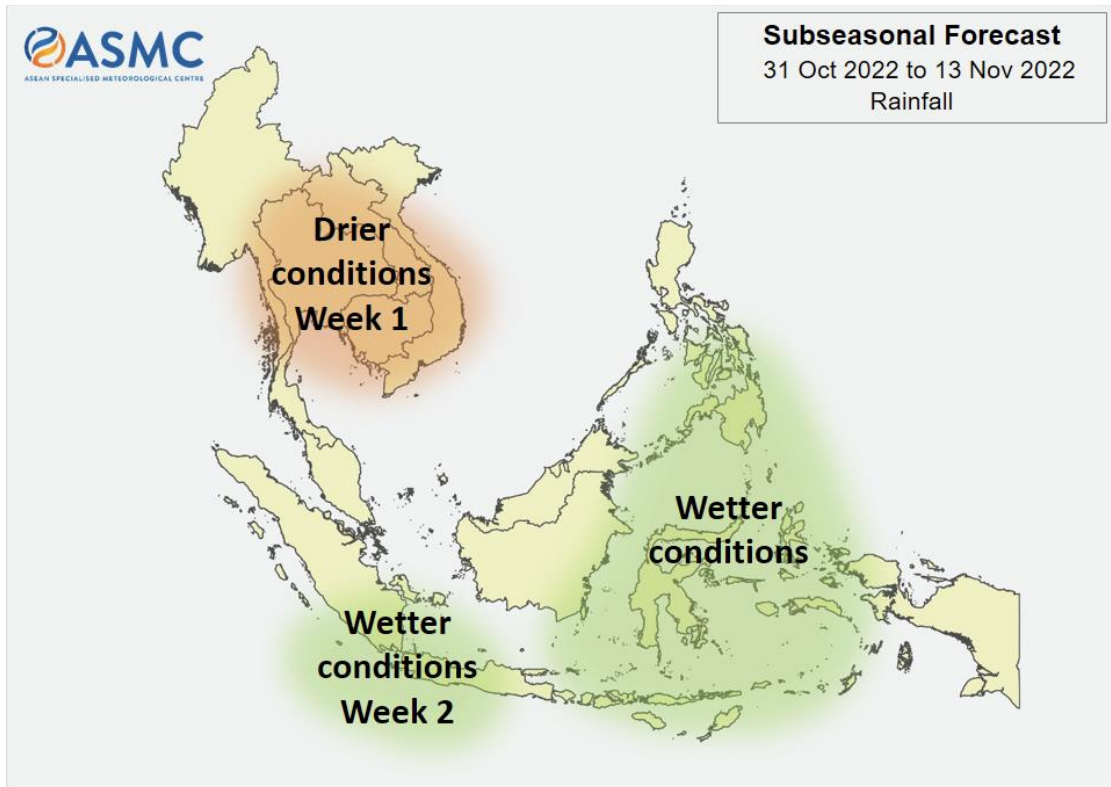 ASMC
ASEAN SPECIALISED METEOROLOGICAL CENTRE
Subseasonal Forecast
31 Oct 2022 to 13 Nov 2022
Rainfall
Drier
conditions
Week 1
Wetter
conditions
Wetter
conditions
Week 2